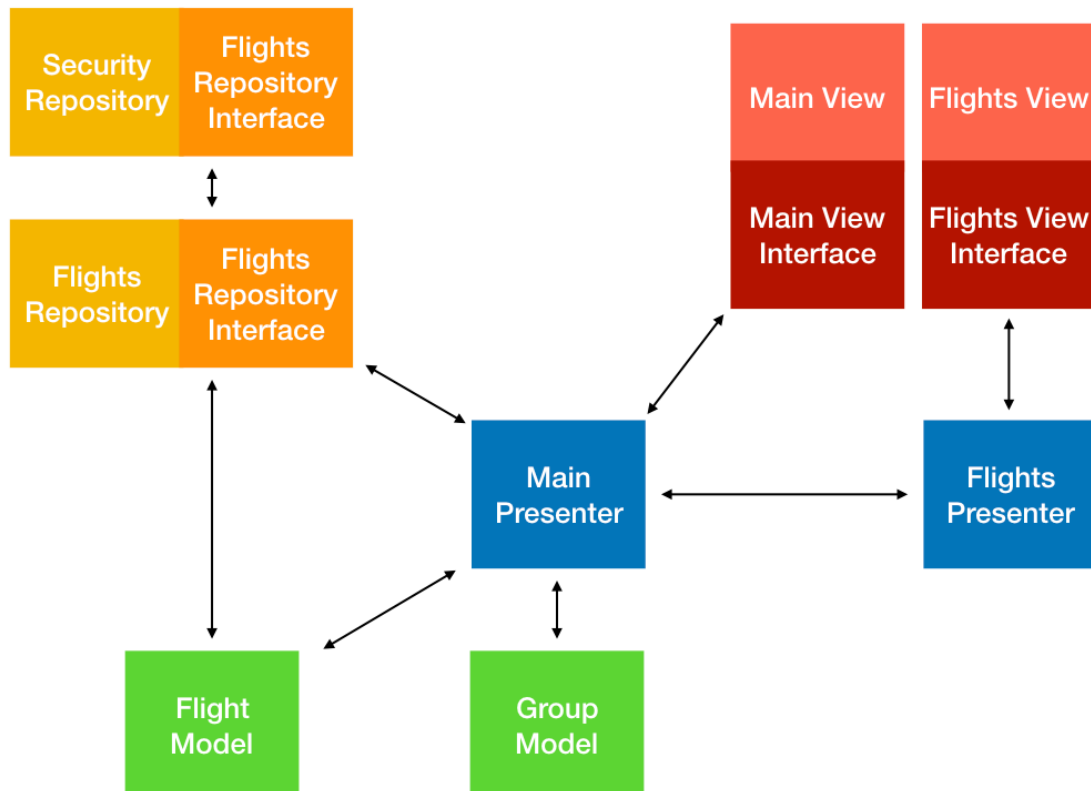 Security
Repository
Flights
Repository
Interface
Main View
Flights View
Main View
Interface
Flights View
Interface
Flights
Repository
Flights
Repository
Interface
Main
Presenter
Flights
Presenter
Flight
Model
Group
Model